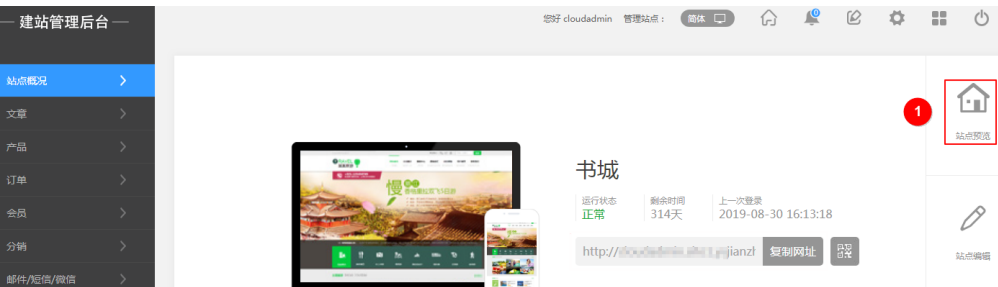 建站管理后台
您好 cloudadmin 管理站点： 简体
站点概况
文章
产品
订单
会员
分销
邮件/短信/微信
慢
书城
运行状态 剩余时间 上一次登录
正常 314天 2019-08-30 16:13:18
http:// jianzh 复制网址
1
站点预览
站点编辑